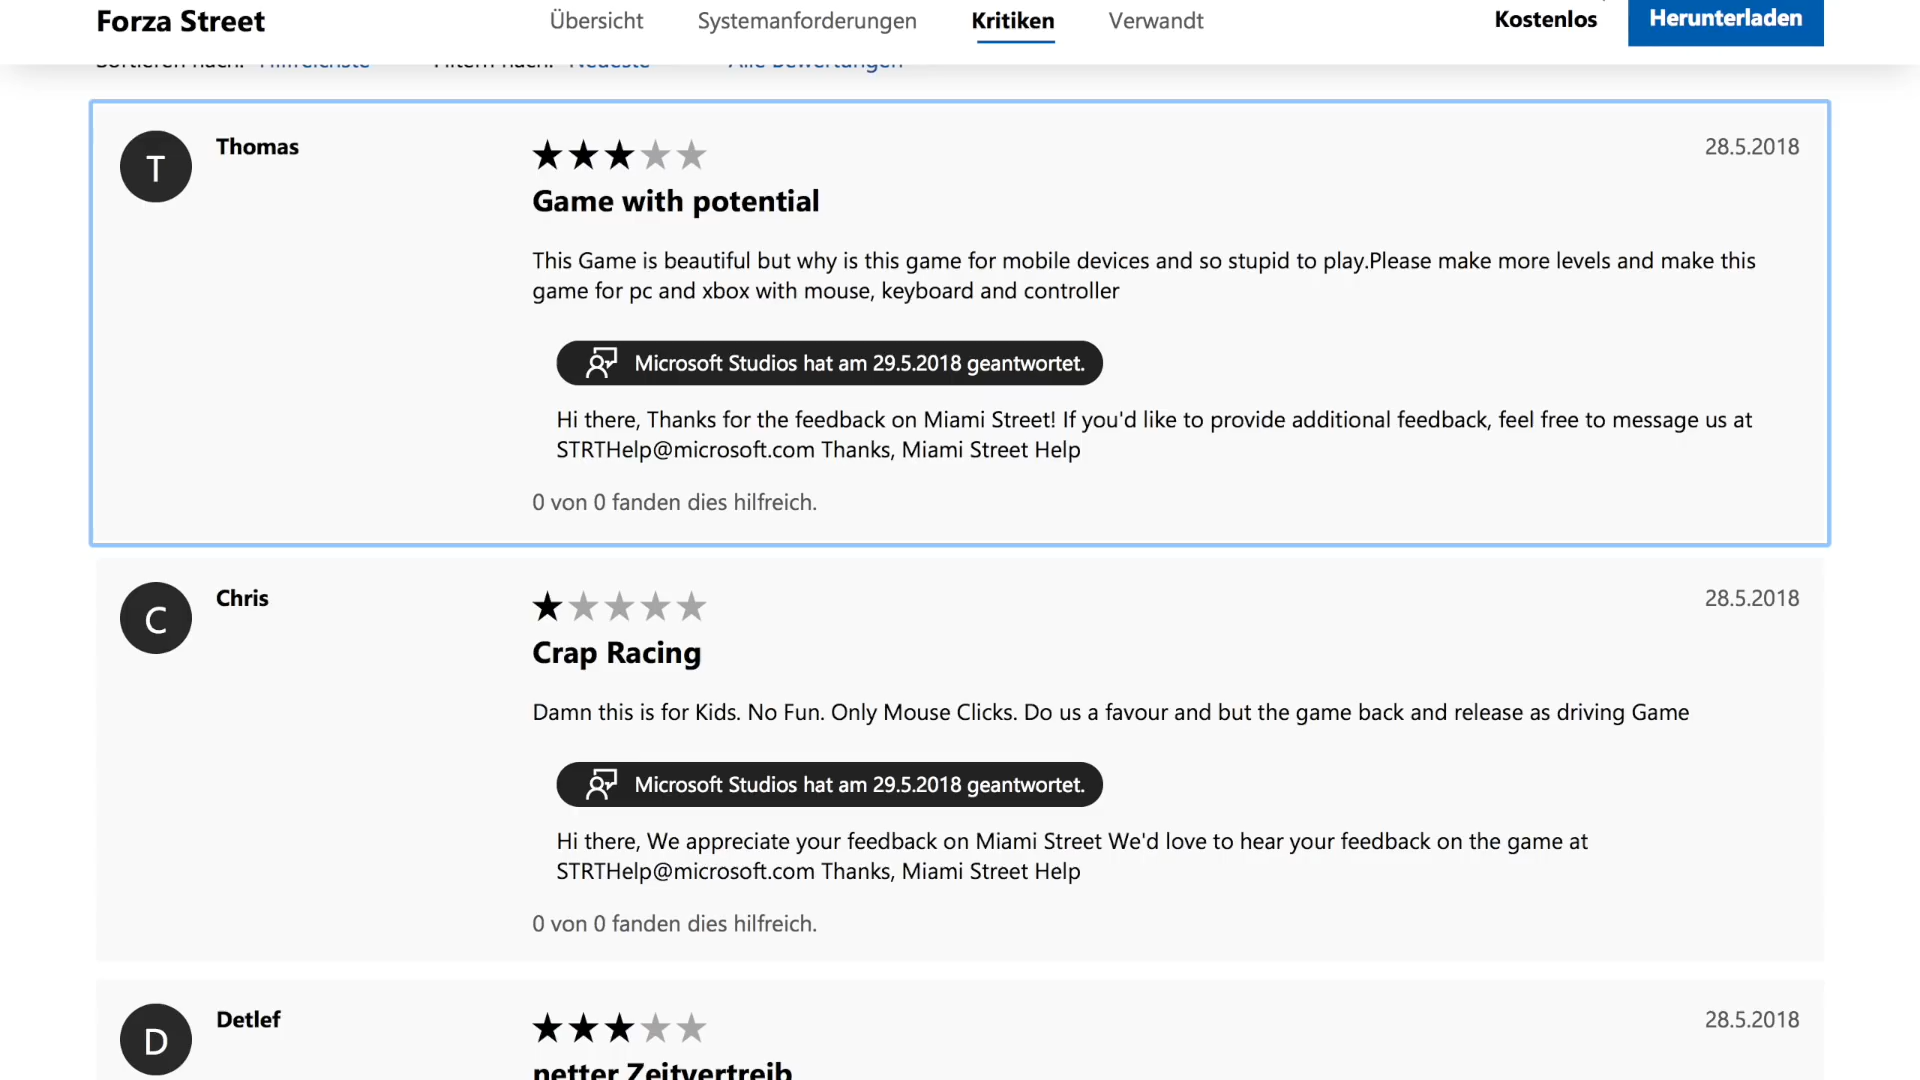 Forza Street
Übersicht
Systemanforderungen
Kritiken
Verwandt
Kostenlos
Herunterladen
Sortieren nach: Hilfreichste Filtern nach: Neueste Alle Bewertungen
T
Thomas
28.5.2018
Game with potential
This Game is beautiful but why is this game for mobile devices and so stupid to play.Please make more levels and make this
game for pc and xbox with mouse, keyboard and controller
Microsoft Studios hat am 29.5.2018 geantwortet.
Hi there, Thanks for the feedback on Miami Street! If you'd like to provide additional feedback, feel free to message us at
STRTHelp@microsoft.com Thanks, Miami Street Help
0 von 0 fanden dies hilfreich.
C
Chris
28.5.2018
Crap Racing
Damn this is for Kids. No Fun. Only Mouse Clicks. Do us a favour and but the game back and release as driving Game
Microsoft Studios hat am 29.5.2018 geantwortet.
Hi there, We appreciate your feedback on Miami Street We'd love to hear your feedback on the game at
STRTHelp@microsoft.com Thanks, Miami Street Help
0 von 0 fanden dies hilfreich.
D
Detlef
28.5.2018
netter Zeitvertreib